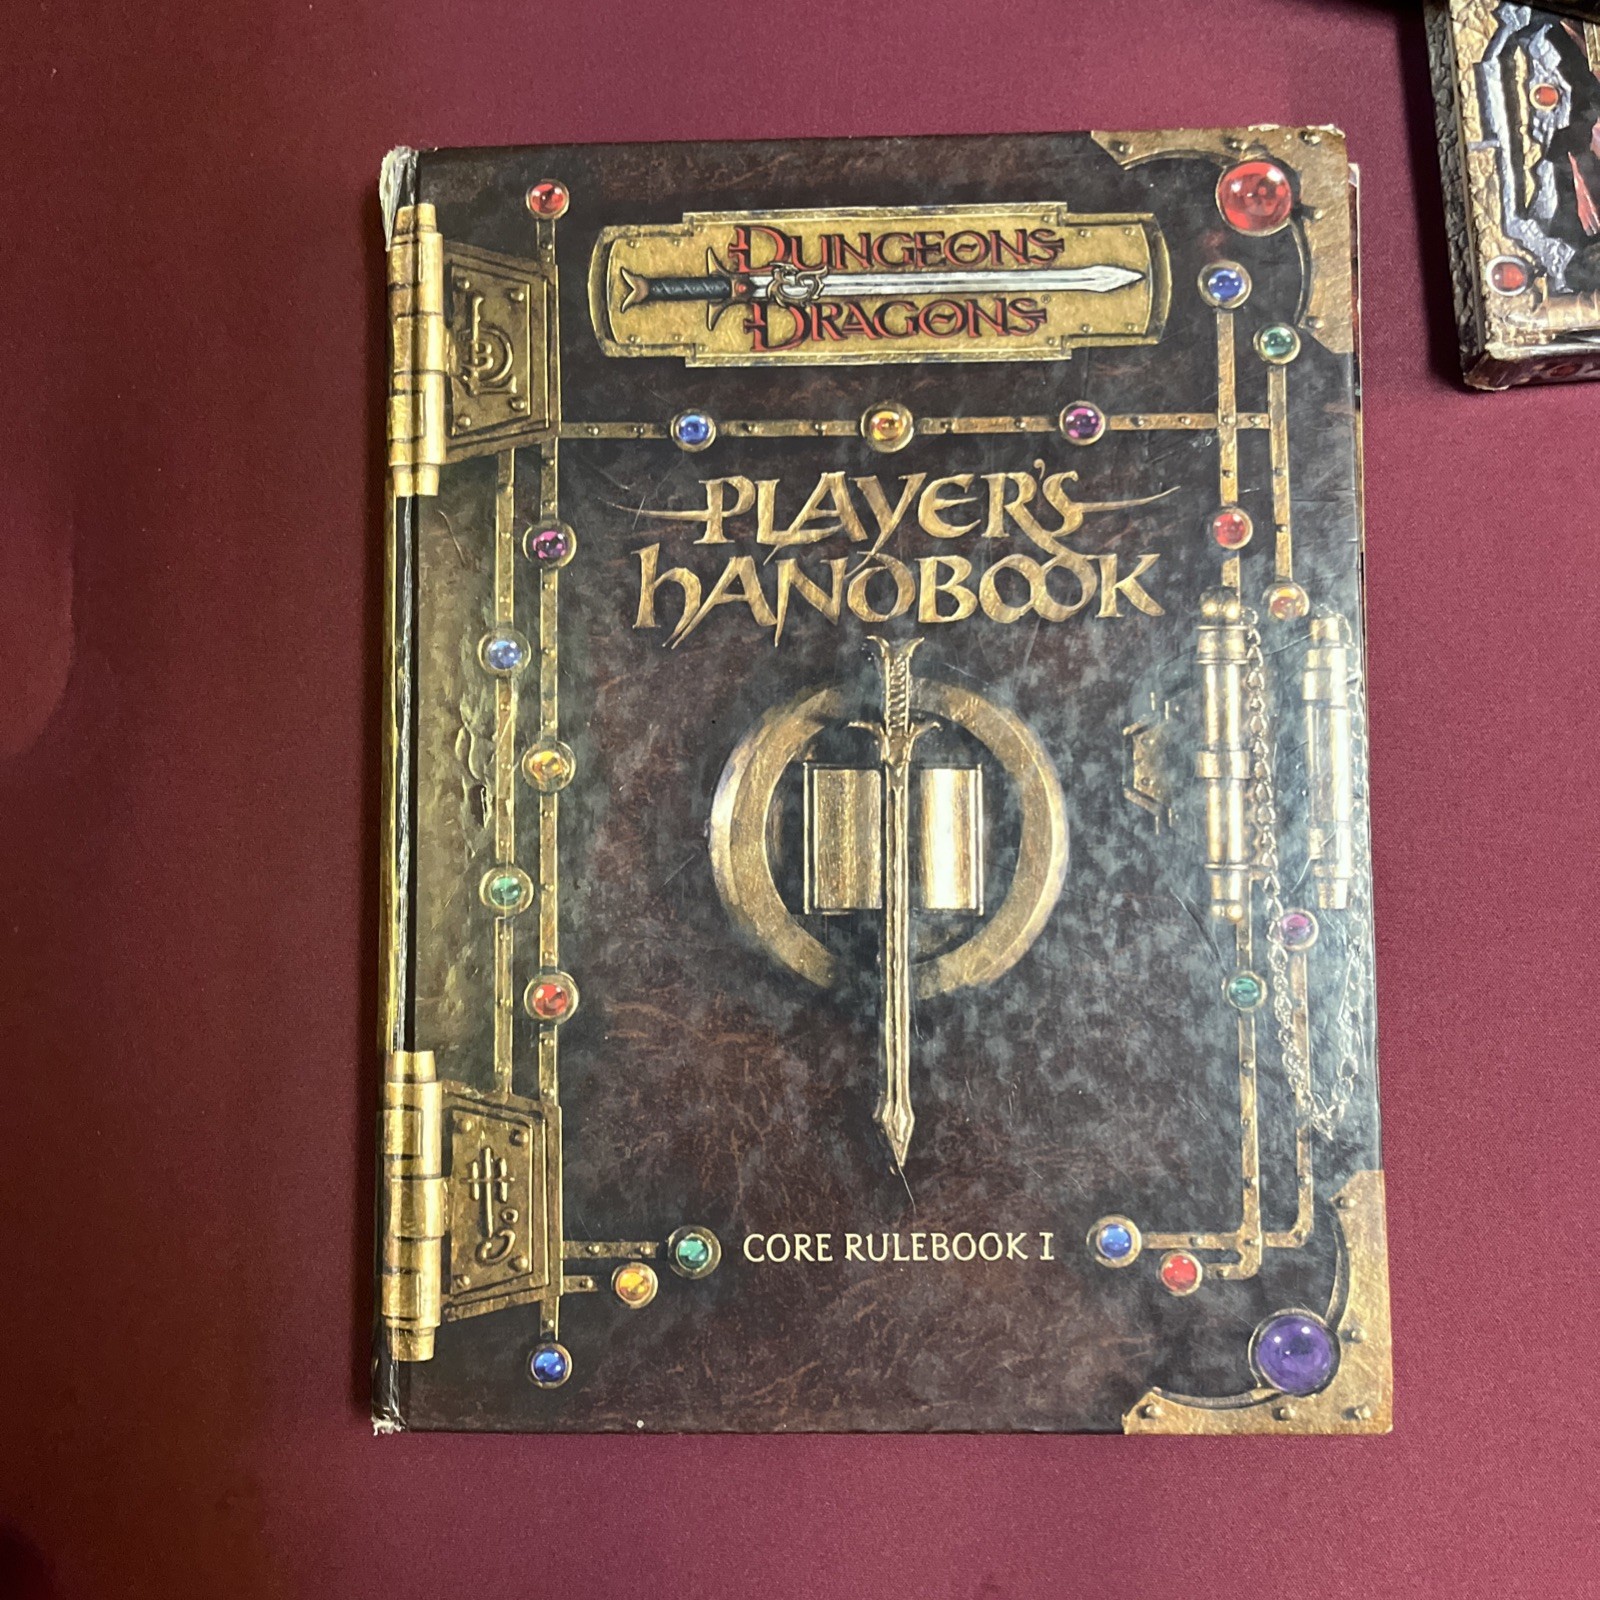 DUNGEONS
&
DRAGONS®
PLAYER'S
HANDBOOK
CORE RULEBOOK I